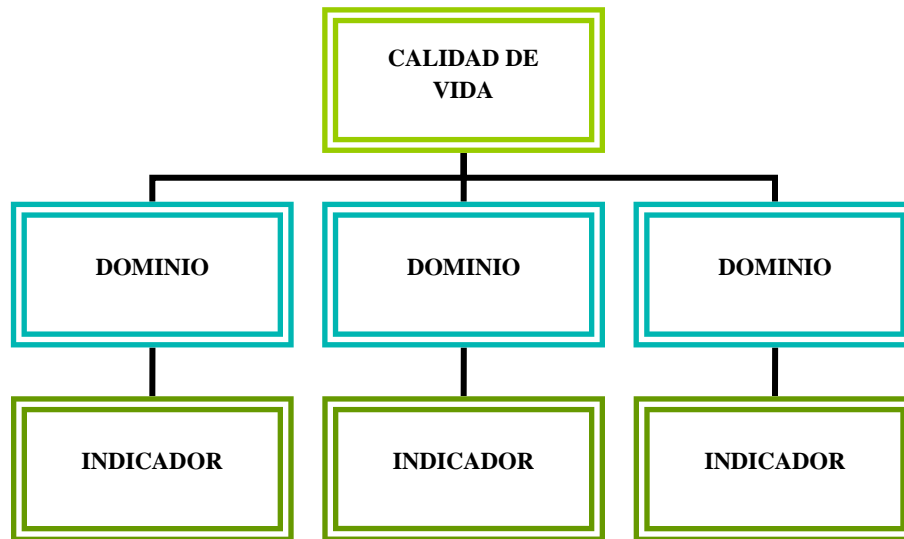 CALIDAD DE
VIDA
DOMINIO
DOMINIO
DOMINIO
INDICADOR
INDICADOR
INDICADOR